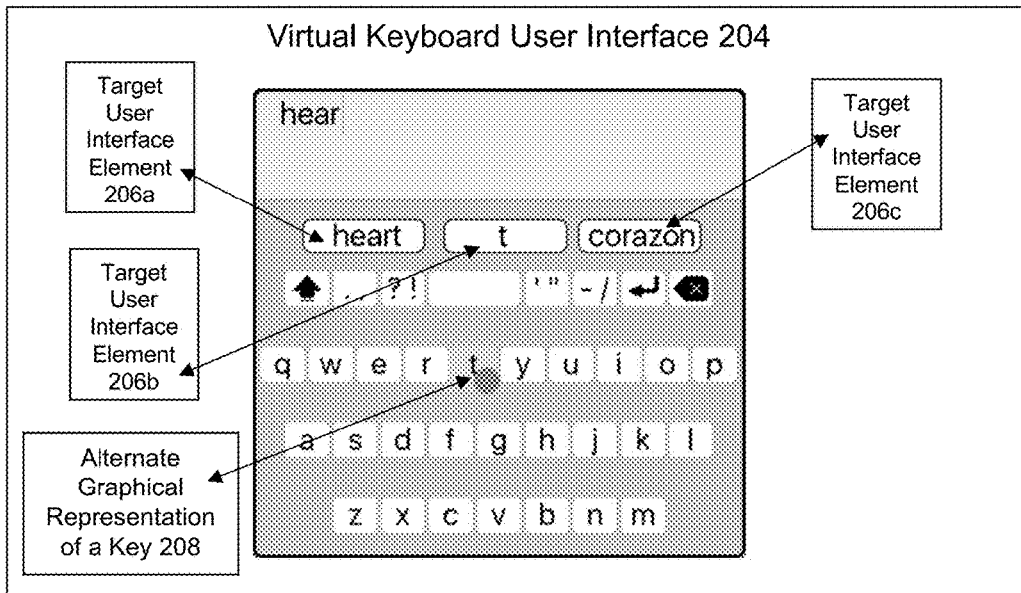 Virtual Keyboard User Interface 204
Target
User
Interface
Element
206a
Target
User
Interface
Element
206b
Alternate
Graphical
Representation
of a Key 208
Target
User
Interface
Element
206c
hear
heart t corazón
. , ? ! ' " - /
q w e r t y u i o p
a s d f g h j k l
z x c v b n m